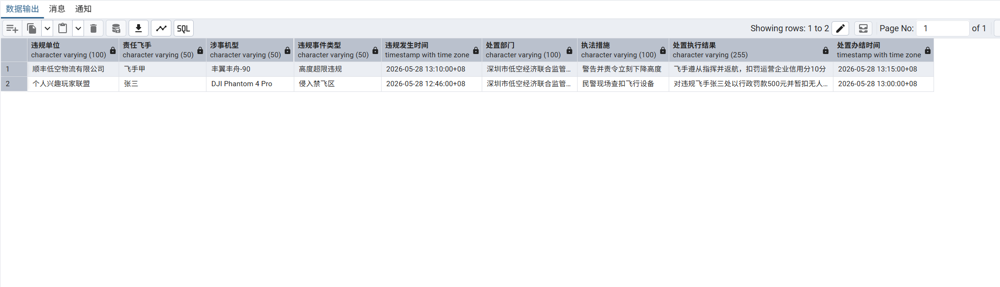 数据输出 消息 通知
SQL Showing rows: 1 to 2 Page No: 1 of 1
违规单位 责任飞手 涉事机型 违规事件类型 违规发生时间 处置部门 执法措施 处置执行结果 处置办结时间
character varying (100) character varying (50) character varying (50) character varying (50) timestamp with time zone character varying (100) character varying (100) character varying (255) timestamp with time zone
1 顺丰低空物流有限公司 飞手甲 丰翼丰舟-90 高度超限违规 2026-05-28 13:10:00+08 深圳市低空经济联合监管... 警告并责令立刻下降高度 飞手遵从指挥并返航，扣罚运营企业信用分10分 2026-05-28 13:15:00+08
2 个人兴趣玩家联盟 张三 DJI Phantom 4 Pro 侵入禁飞区 2026-05-28 12:46:00+08 深圳市低空经济联合监管... 民警现场查扣飞行设备 对违规飞手张三处以行政罚款500元并暂扣无人... 2026-05-28 13:00:00+08